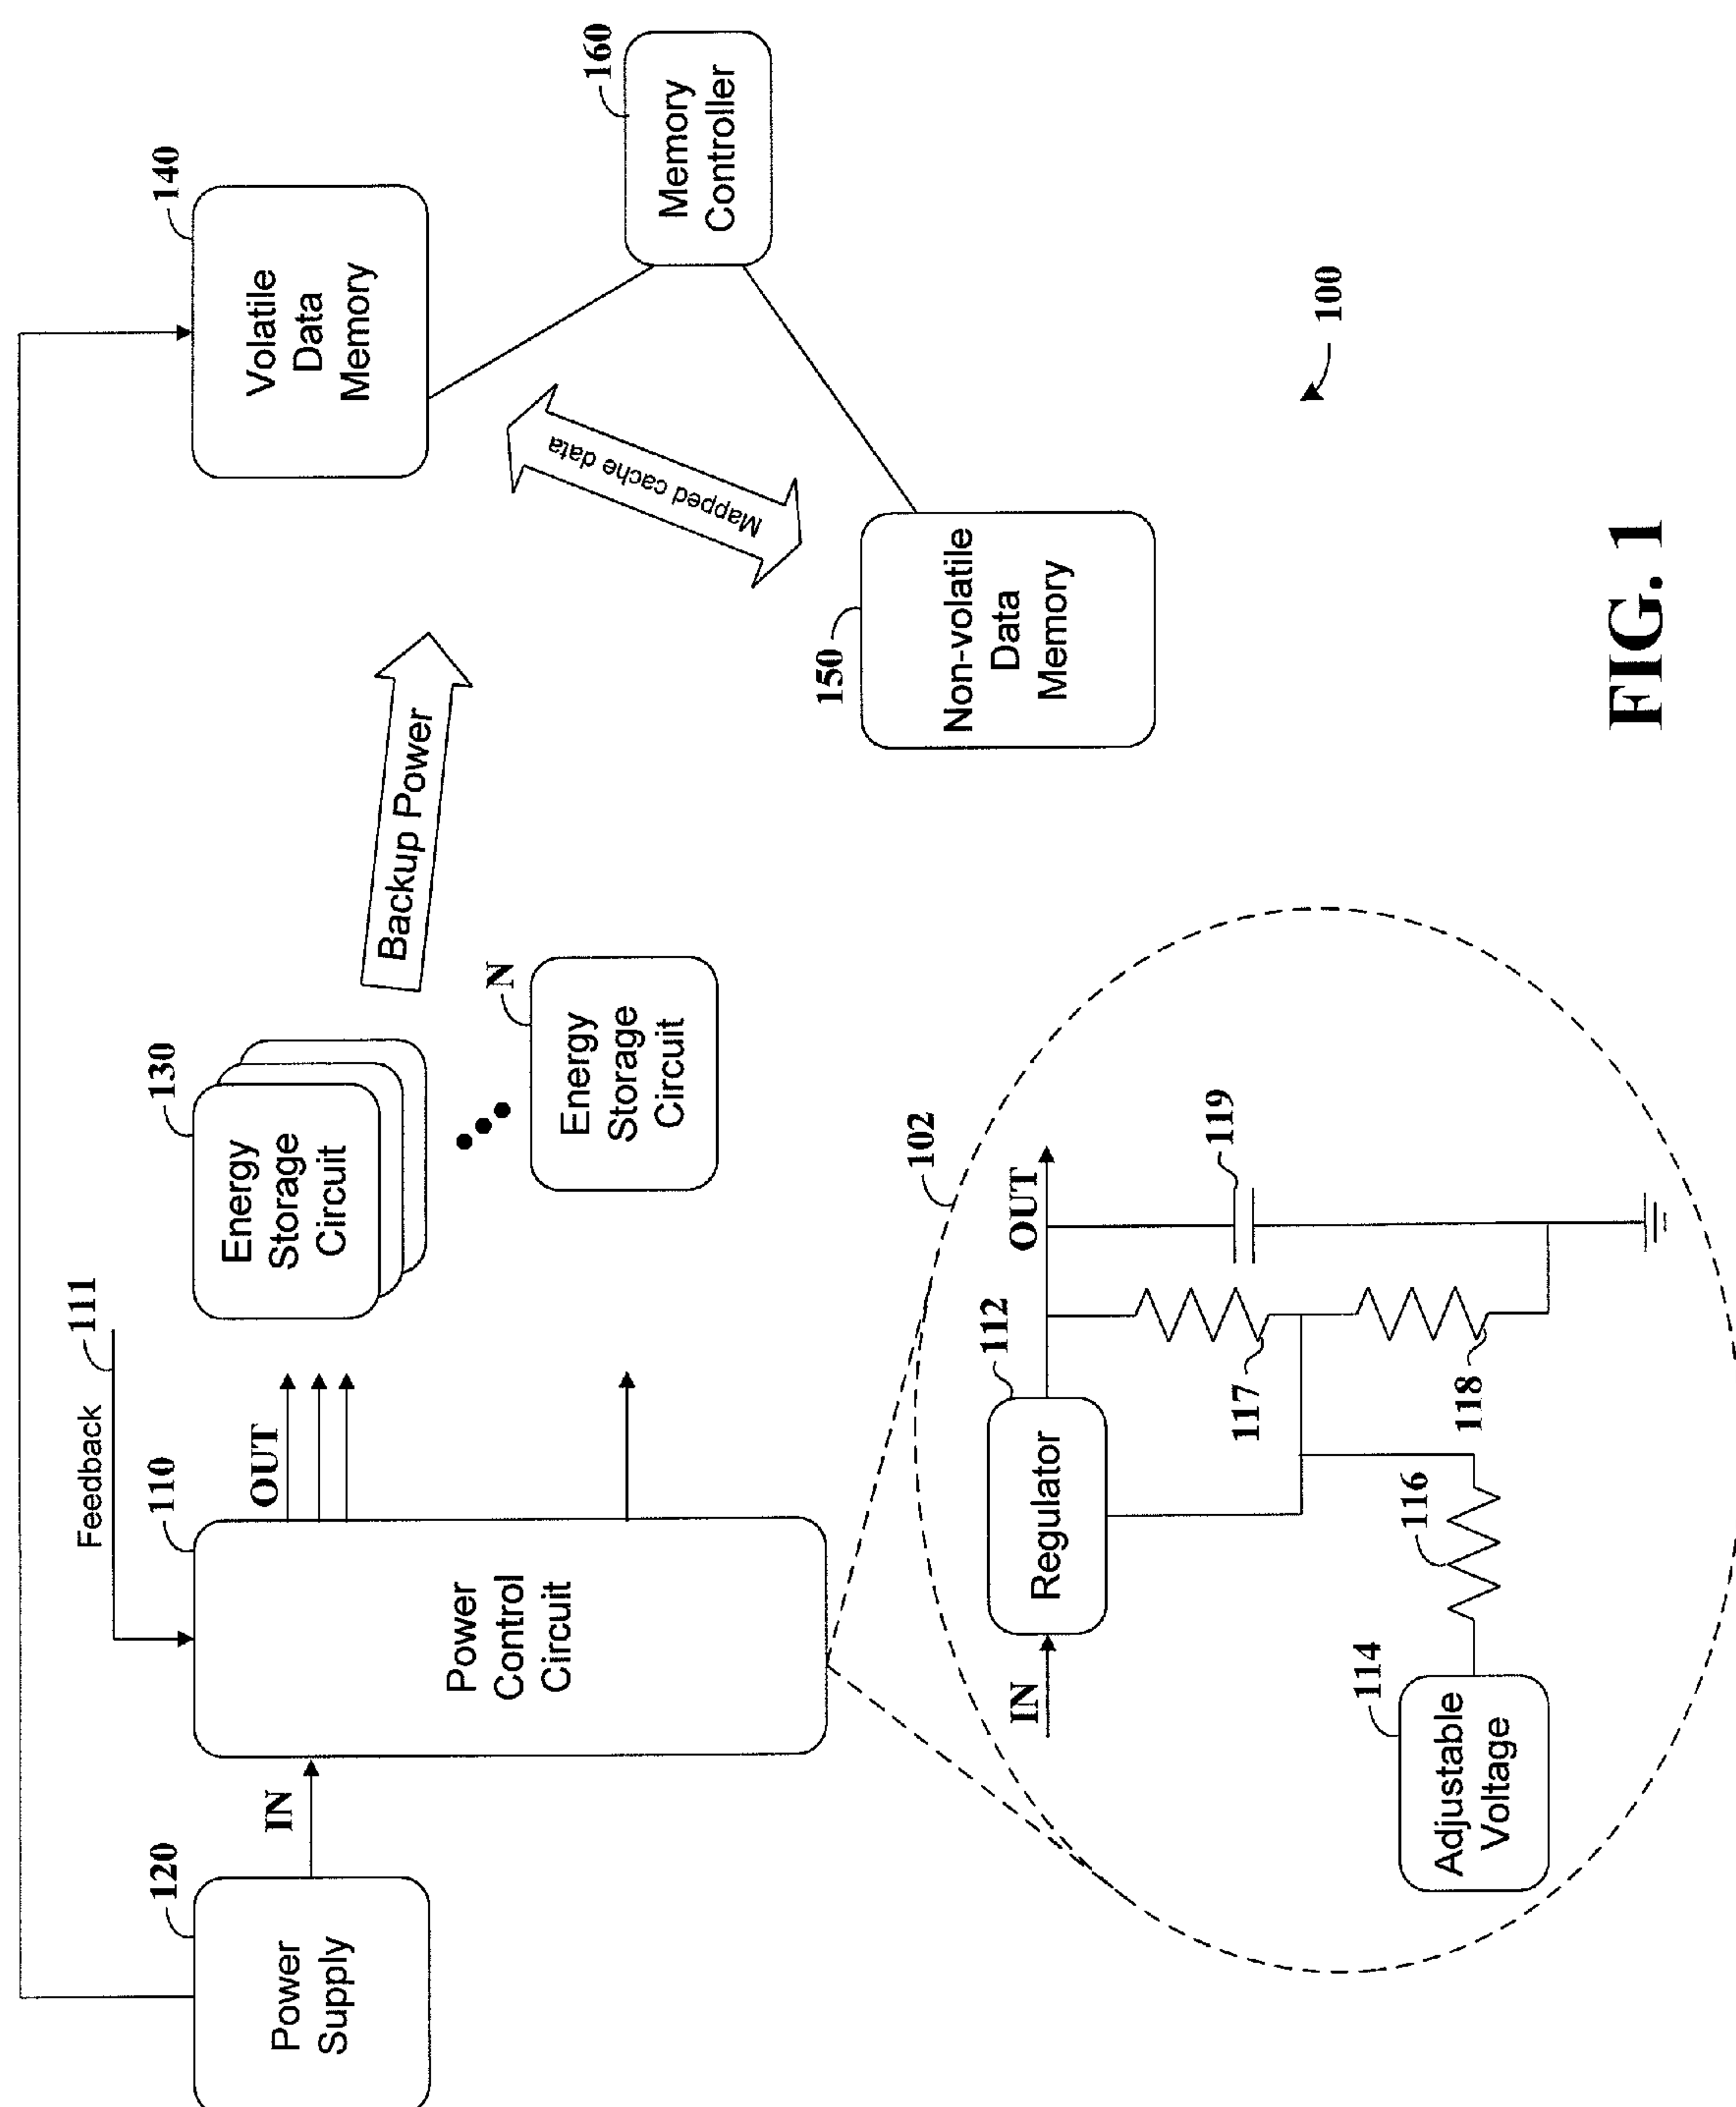 120
Power
Supply
IN
Feedback
111
110
Power
Control
Circuit
OUT
130
Energy
Storage
Circuit
N
Energy
Storage
Circuit
Backup Power
140
Volatile
Data
Memory
160
Memory
Controller
Mapped cache data
150
Non-volatile
Data
Memory
100
102
IN
112
Regulator
OUT
119
117
118
116
114
Adjustable
Voltage
FIG. 1